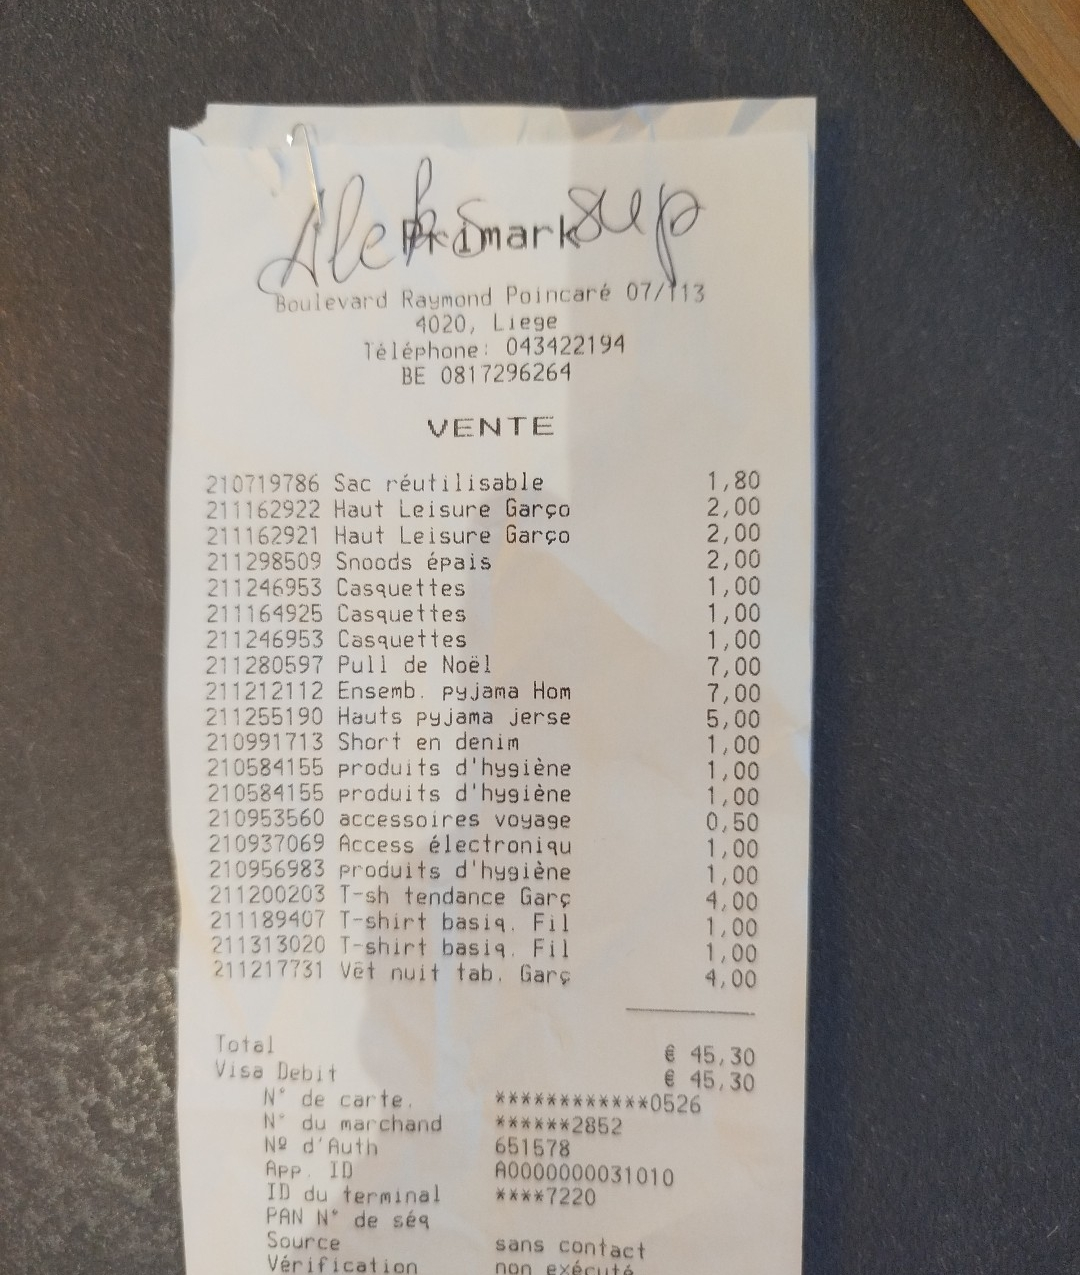 Aleks sup
Primark
Boulevard Raymond Poincaré 07/113
4020, Liege
Téléphone: 043422194
BE 0817296264
VENTE
210719786 Sac réutilisable 1,80
211162922 Haut Leisure Garço 2,00
211162921 Haut Leisure Garço 2,00
211298509 Snoods épais 2,00
211246953 Casquettes 1,00
211164925 Casquettes 1,00
211246953 Casquettes 1,00
211280597 Pull de Noël 7,00
211212112 Ensemb. pyjama Hom 7,00
211255190 Hauts pyjama jerse 5,00
210991713 Short en denim 1,00
210584155 produits d'hygiène 1,00
210584155 produits d'hygiène 1,00
210953560 accessoires voyage 0,50
210937069 Access électroniqu 1,00
210956983 produits d'hygiène 1,00
211200203 T-sh tendance Garç 4,00
211189407 T-shirt basiq. Fil 1,00
211313020 T-shirt basiq. Fil 1,00
211217731 Vêt nuit tab. Garç 4,00
Total € 45,30
Visa Debit € 45,30
N° de carte. ************0526
N° du marchand ******2852
Nº d'Auth 651578
App. ID A0000000031010
ID du terminal ****7220
PAN N° de séq
Source sans contact
Vérification non exécuté